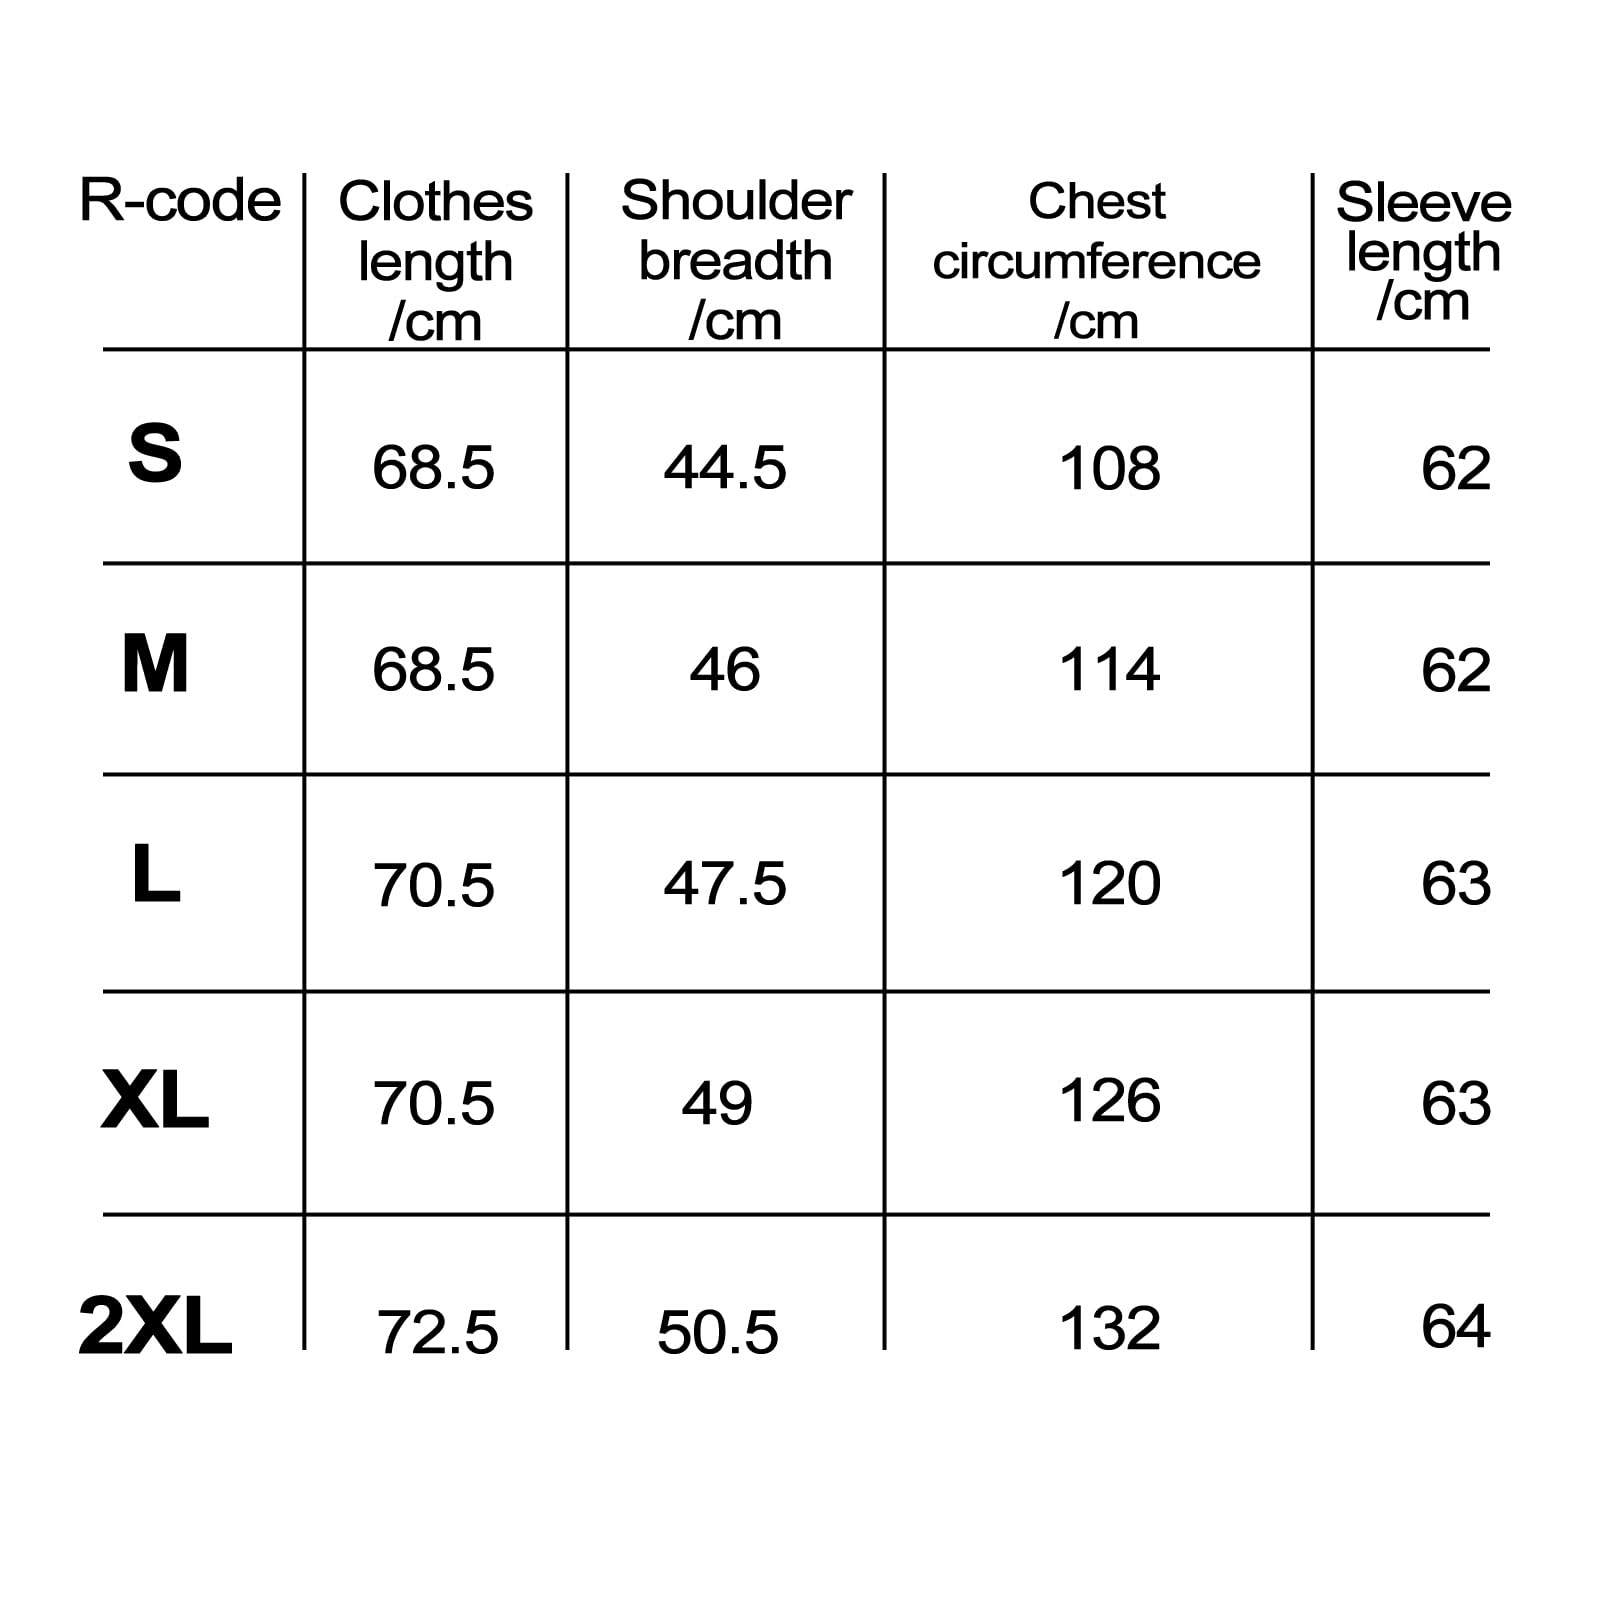 R-code Clothes Shoulder Chest Sleeve
length breadth circumference length
/cm /cm /cm /cm
S 68.5 44.5 108 62
M 68.5 46 114 62
L 70.5 47.5 120 63
XL 70.5 49 126 63
2XL 72.5 50.5 132 64